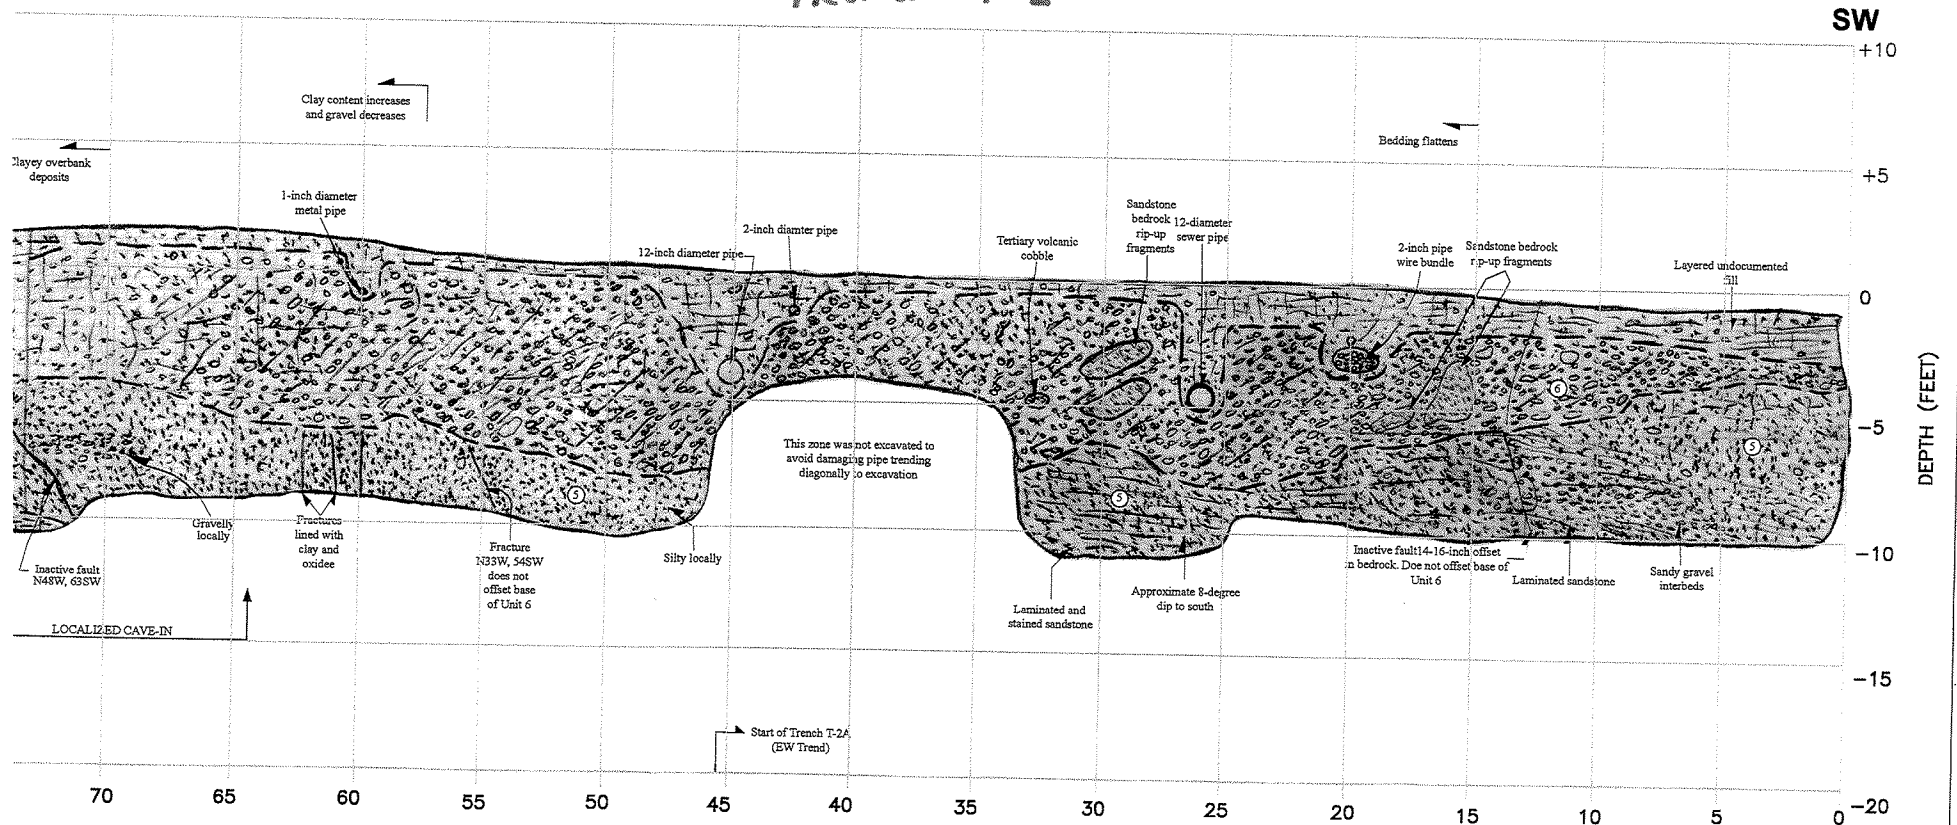 SW
+10
Clay content increases
and gravel decreases
Bedding flattens
Clayey overbank
deposits
+5
1-inch diameter
metal pipe
Sandstone
bedrock
rip-up
fragments
12-diameter
sewer pipe
2-inch diamter pipe
12-inch diameter pipe
Tertiary volcanic
cobble
2-inch pipe
wire bundle
Sandstone bedrock
rip-up fragments
Layered undocumented
fill
0
6
This zone was not excavated to
avoid damaging pipe trending
diagonally to excavation
-5
DEPTH (FEET)
5
5
5
Gravelly
locally
Fractures
lined with
clay and
oxidee
Fracture
N33W, 54SW
does not
offset base
of Unit 6
Silty locally
-10
Inactive fault
N48W, 63SW
Inactive fault14-16-inch offset
in bedrock. Doe not offset base of
Unit 6
Laminated sandstone
Sandy gravel
interbeds
Approximate 8-degree
dip to south
Laminated and
stained sandstone
LOCALIZED CAVE-IN
-15
Start of Trench T-2A
(EW Trend)
70 65 60 55 50 45 40 35 30 25 20 15 10 5 0
-20